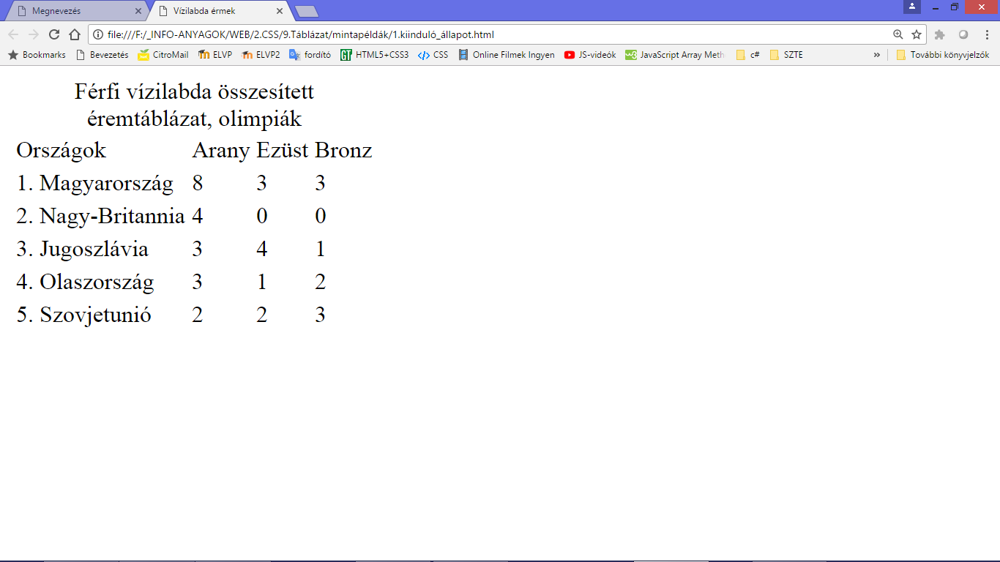 Megnevezés
Vízilabda érmek
file:///F:/_INFO-ANYAGOK/WEB/2.CSS/9.Táblázat/mintapéldák/1.kiinduló_állapot.html
Bookmarks Bevezetés CitroMail ELVP ELVP2 fordító GT HTML5+CSS3 CSS Online Filmek Ingyen JS-videók JavaScript Array Meth c# SZTE » További könyvjelzők
Férfi vízilabda összesített
éremtáblázat, olimpiák
Országok Arany Ezüst Bronz
1. Magyarország 8 3 3
2. Nagy-Britannia 4 0 0
3. Jugoszlávia 3 4 1
4. Olaszország 3 1 2
5. Szovjetunió 2 2 3